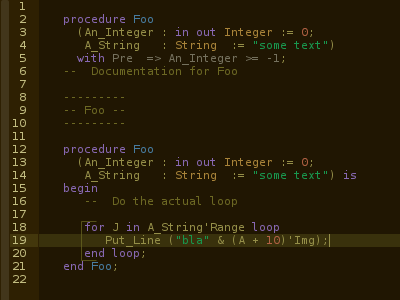 1
2 procedure Foo
3 (An_Integer : in out Integer := 0;
4 A_String : String := "some text")
5 with Pre => An_Integer >= -1;
6 -- Documentation for Foo
7
8 ---------
9 -- Foo --
10 ---------
11
12 procedure Foo
13 (An_Integer : in out Integer := 0;
14 A_String : String := "some text") is
15 begin
16 -- Do the actual loop
17
18 for J in A_String'Range loop
19 Put_Line ("bla" & (A + 10)'Img);
20 end loop;
21 end Foo;
22